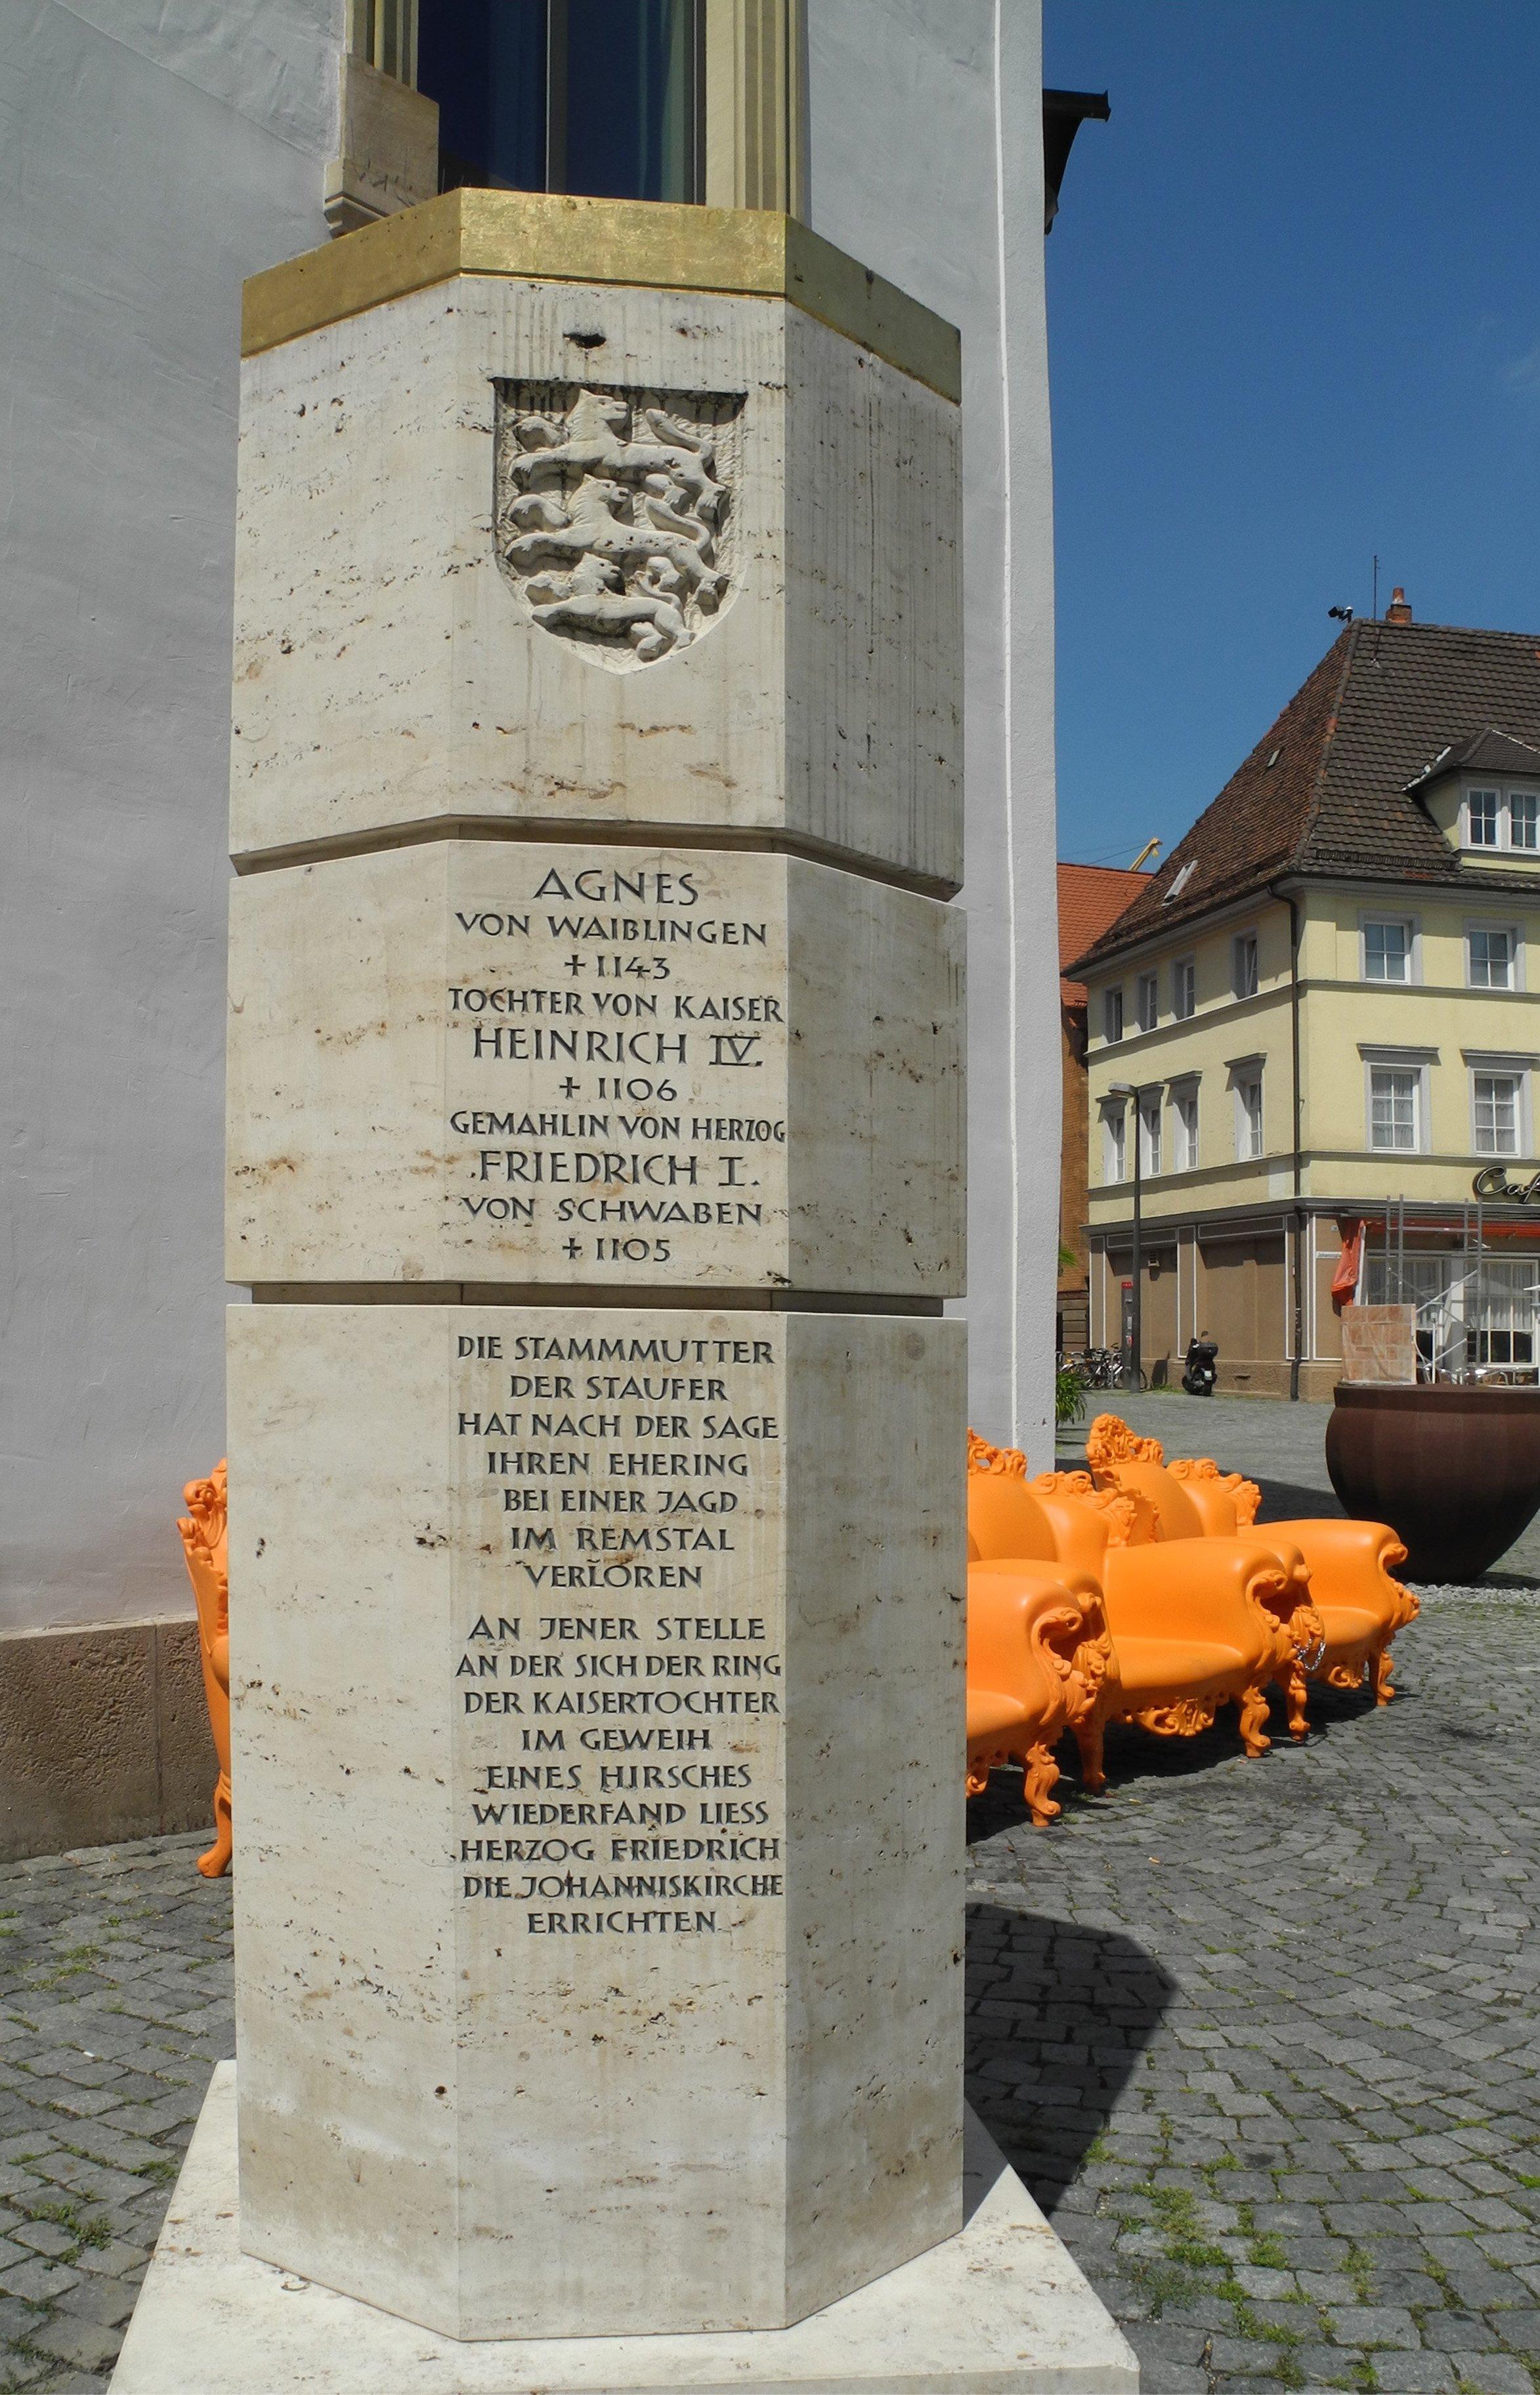 AGNES
VON WAIBLINGEN
+ 1143
TOCHTER VON KAISER
HEINRICH IV.
+ 1106
GEMAHLIN VON HERZOG
FRIEDRICH I.
VON SCHWABEN
+ 1105
DIE STAMMMUTTER
DER STAUFER
HAT NACH DER SAGE
IHREN EHERING
BEI EINER JAGD
IM REMSTAL
VERLOREN
AN JENER STELLE
AN DER SICH DER RING
DER KAISERTOCHTER
IM GEWEIH
EINES HIRSCHES
WIEDERFAND LIESS
HERZOG FRIEDRICH
DIE JOHANNISKIRCHE
ERRICHTEN